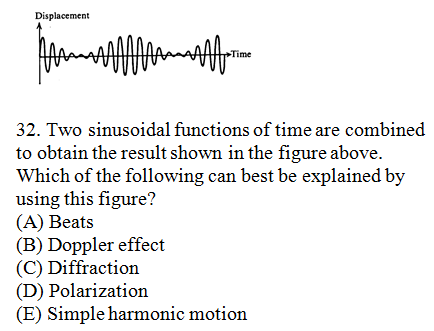 Displacement
Time
32. Two sinusoidal functions of time are combined
to obtain the result shown in the figure above.
Which of the following can best be explained by
using this figure?
(A) Beats
(B) Doppler effect
(C) Diffraction
(D) Polarization
(E) Simple harmonic motion